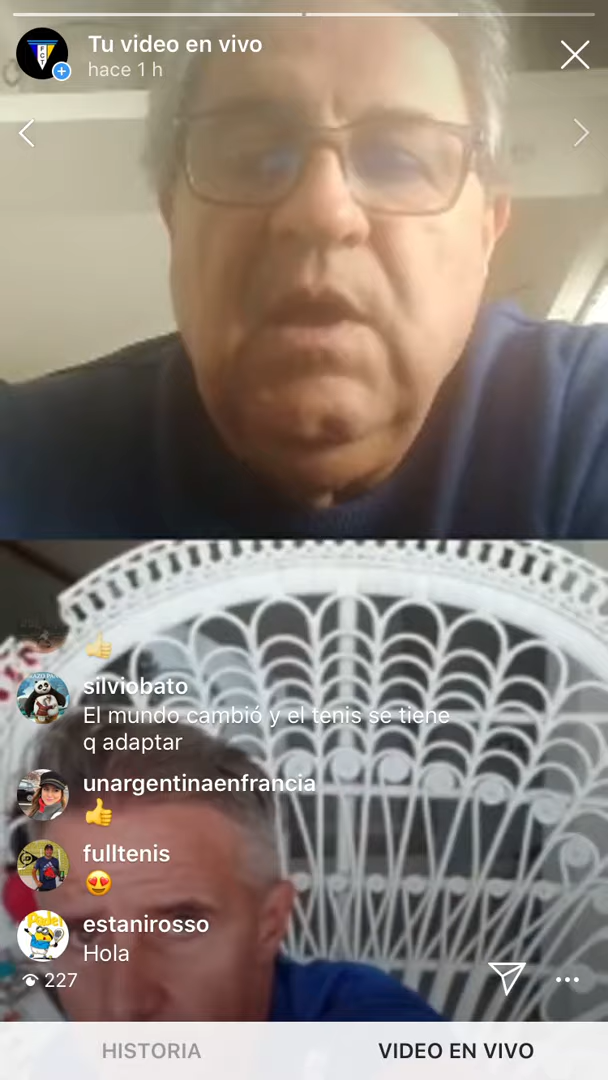 Tu video en vivo
hace 1 h
silviobato
El mundo cambió y el tenis se tiene
q adaptar
unargentinaenfrancia
fulltenis
estanirosso
Hola
227
HISTORIA
VIDEO EN VIVO